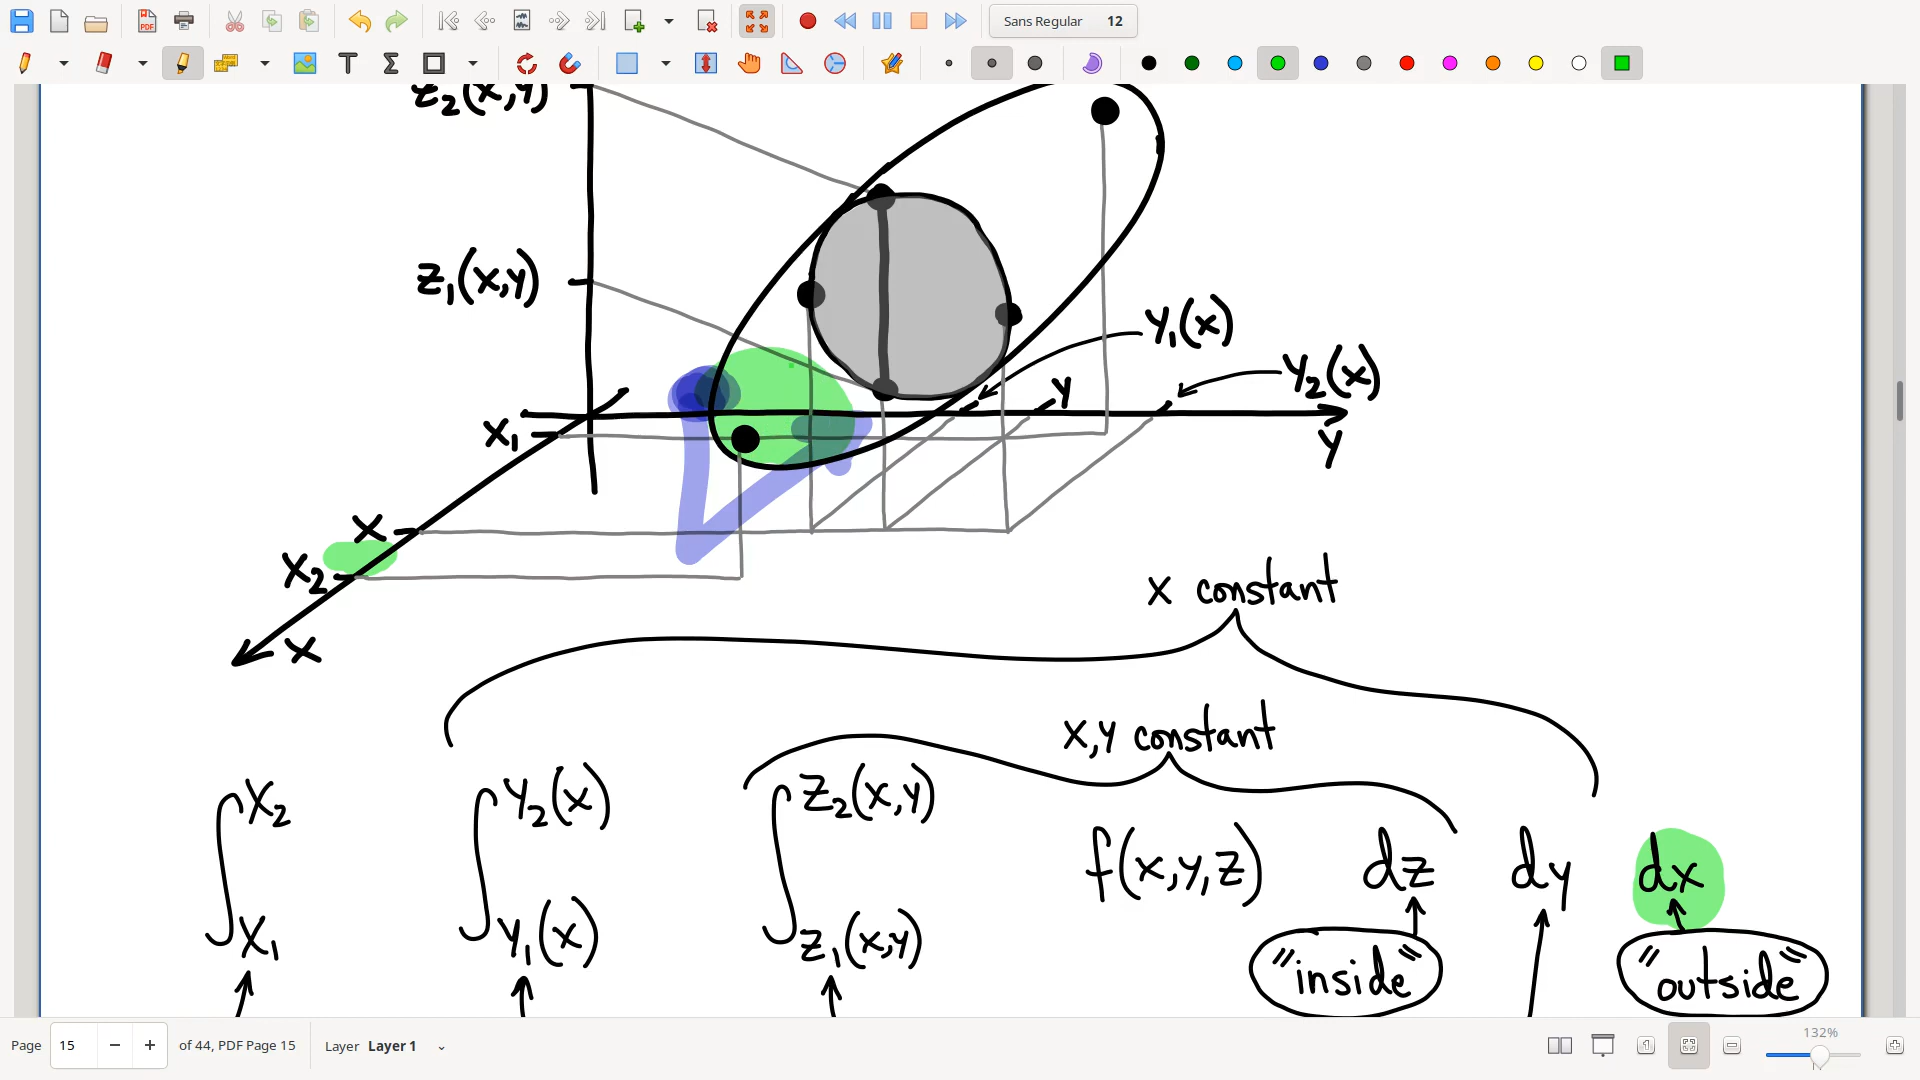 Sans Regular 12
z₂(x,y)
z₁(x,y)
y₁(x)
y₂(x)
y
x₁
y
x
x₂
x
x constant
x,y constant
∫ x₂ ∫ y₂(x) ∫ z₂(x,y)
f(x,y,z) dz dy dx
x₁ y₁(x) z₁(x,y)
"inside" "outside"
132%
Page 15 of 44, PDF Page 15 Layer Layer 1